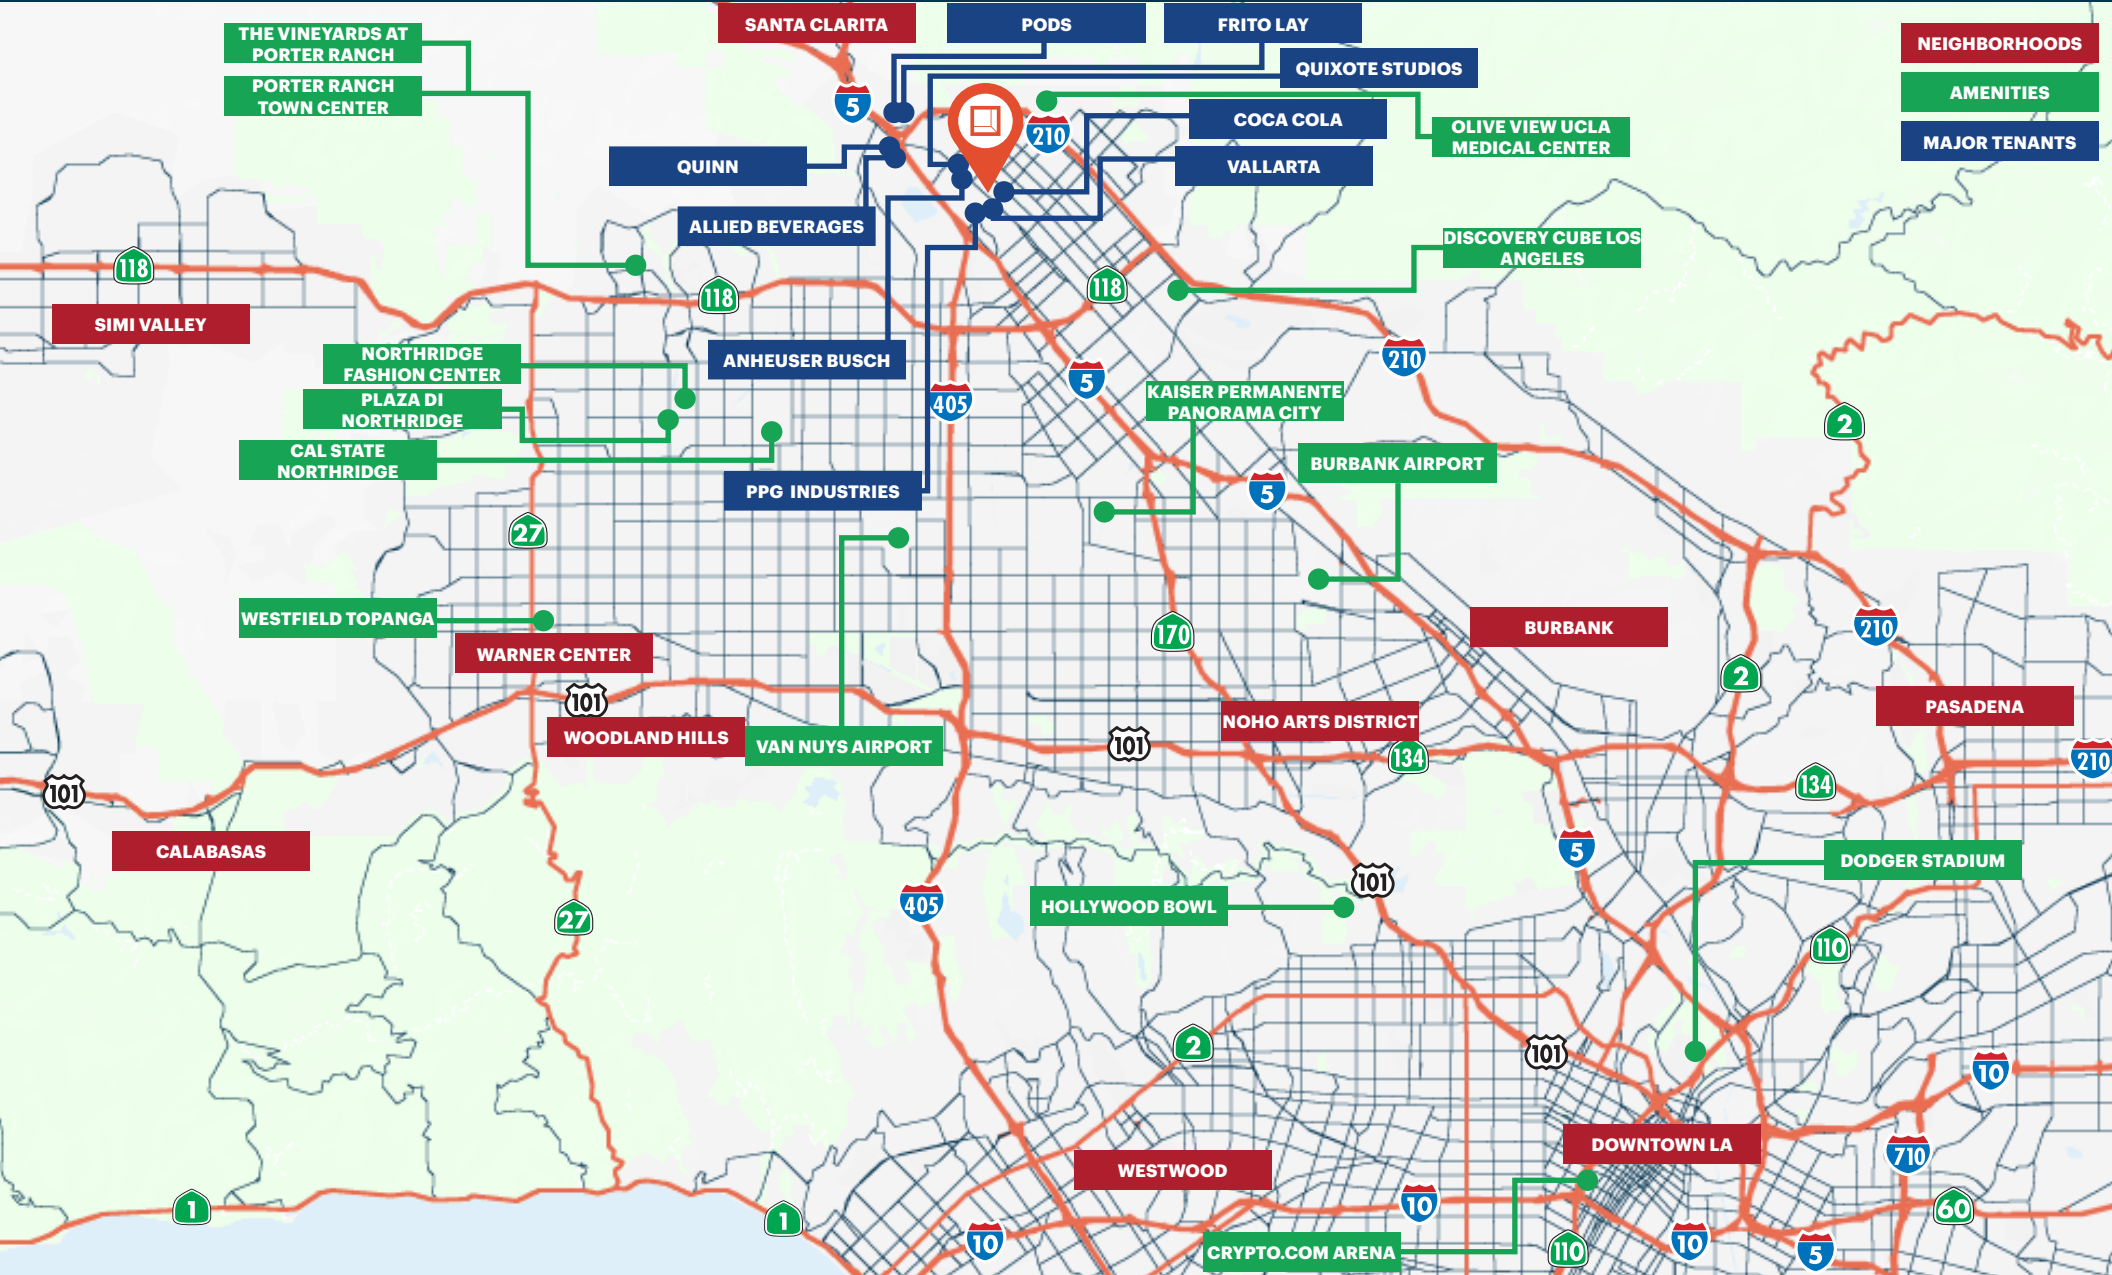 SANTA CLARITA
PODS
FRITO LAY
THE VINEYARDS AT
PORTER RANCH
NEIGHBORHOODS
QUIXOTE STUDIOS
PORTER RANCH
TOWN CENTER
AMENITIES
5
COCA COLA
210
OLIVE VIEW UCLA
MEDICAL CENTER
MAJOR TENANTS
QUINN
VALLARTA
ALLIED BEVERAGES
DISCOVERY CUBE LOS
ANGELES
118
118
118
SIMI VALLEY
NORTHRIDGE
FASHION CENTER
ANHEUSER BUSCH
210
5
KAISER PERMANENTE
PANORAMA CITY
405
PLAZA DI
NORTHRIDGE
2
CAL STATE
NORTHRIDGE
BURBANK AIRPORT
PPG INDUSTRIES
5
27
WESTFIELD TOPANGA
170
BURBANK
210
WARNER CENTER
2
101
PASADENA
WOODLAND HILLS
VAN NUYS AIRPORT
101
NOHO ARTS DISTRICT
134
210
134
101
CALABASAS
5
DODGER STADIUM
101
405
HOLLYWOOD BOWL
27
110
2
101
10
DOWNTOWN LA
710
WESTWOOD
1
1
10
60
10
CRYPTO.COM ARENA
110
10
5